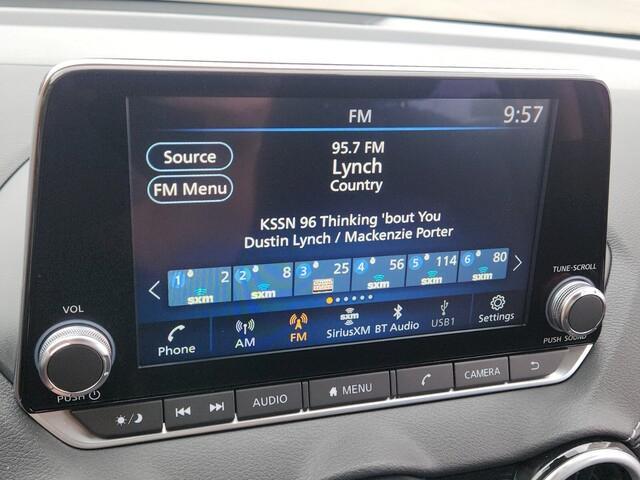 FM
9:57
Source
FM Menu
95.7 FM
Lynch
Country
KSSN 96 Thinking 'bout You
Dustin Lynch / Mackenzie Porter
1 2 sxm
2 8 sxm
3 25
4 56 sxm
5 114 sxm
6 80 sxm
Phone
AM
FM
sxm
SiriusXM
BT Audio
USB1
Settings
VOL
PUSH
TUNE·SCROLL
PUSH SOUND
AUDIO
MENU
CAMERA